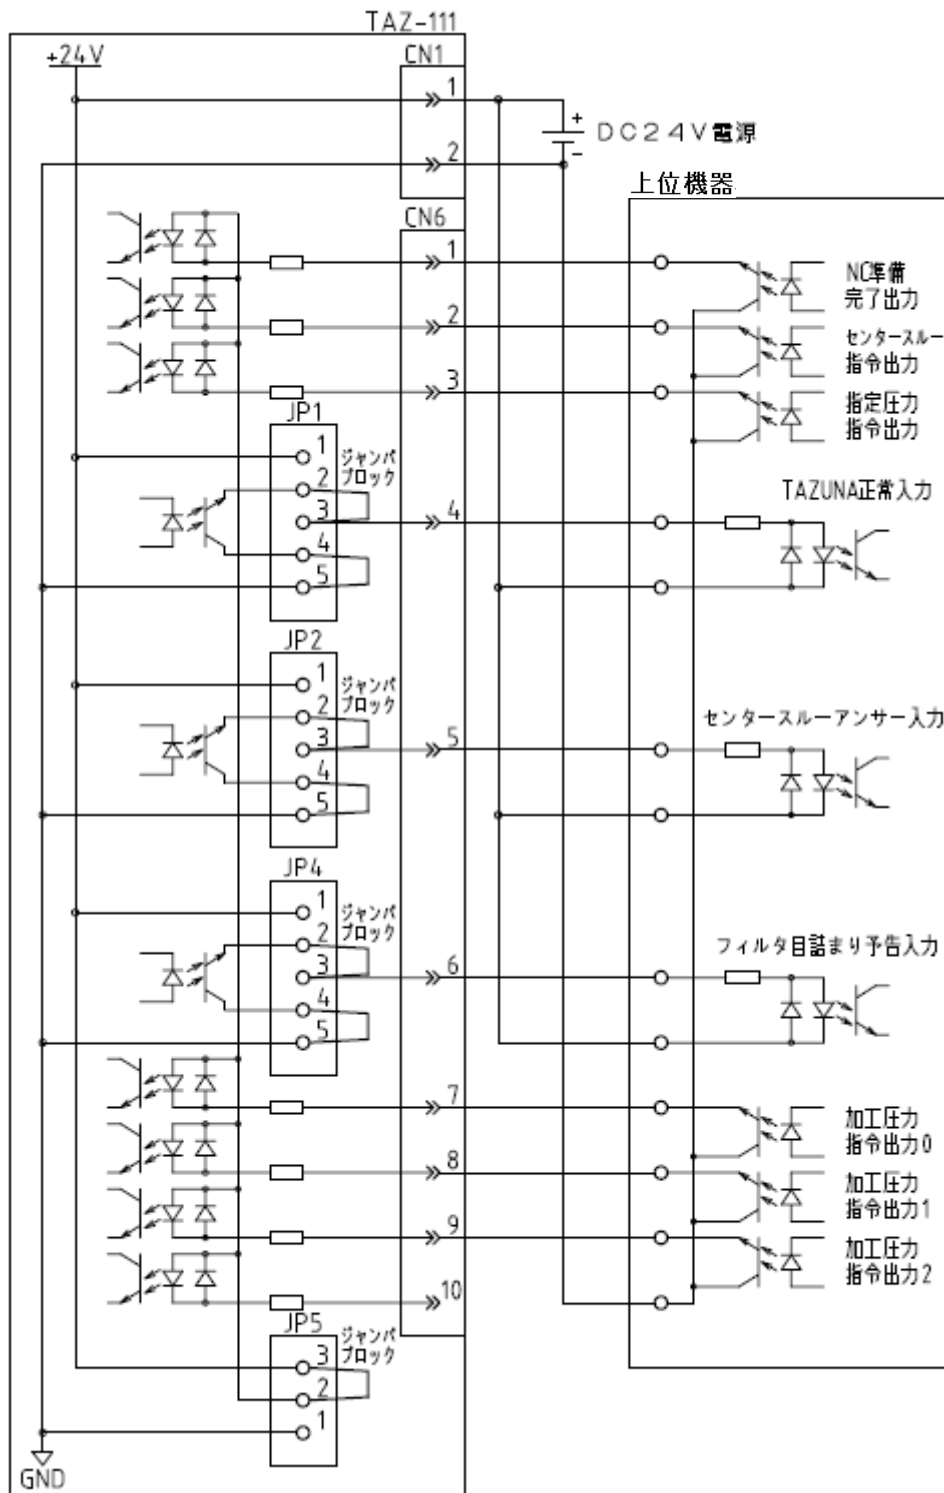 TAZ-111
+24V
CN1
1
+
DC24V電源
-
2
上位機器
CN6
1
NC準備
完了出力
2
センタースルー
指令出力
3
指定圧力
指令出力
JP1
1
ジャンパ
ブロック
2
3
4
5
4
TAZUNA正常入力
JP2
1
ジャンパ
ブロック
2
3
4
5
5
センタースルーアンサー入力
JP4
1
ジャンパ
ブロック
2
3
4
5
6
フィルタ目詰まり予告入力
7
加工圧力
指令出力0
8
加工圧力
指令出力1
9
加工圧力
指令出力2
10
JP5
ジャンパ
ブロック
3
2
1
GND